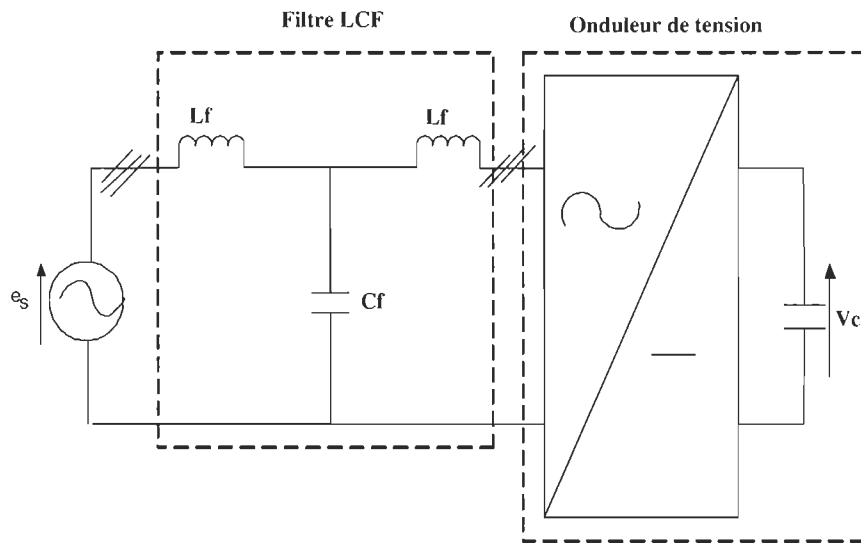 Filtre LCF
Onduleur de tension
Lf
Lf
es
Cf
Vc